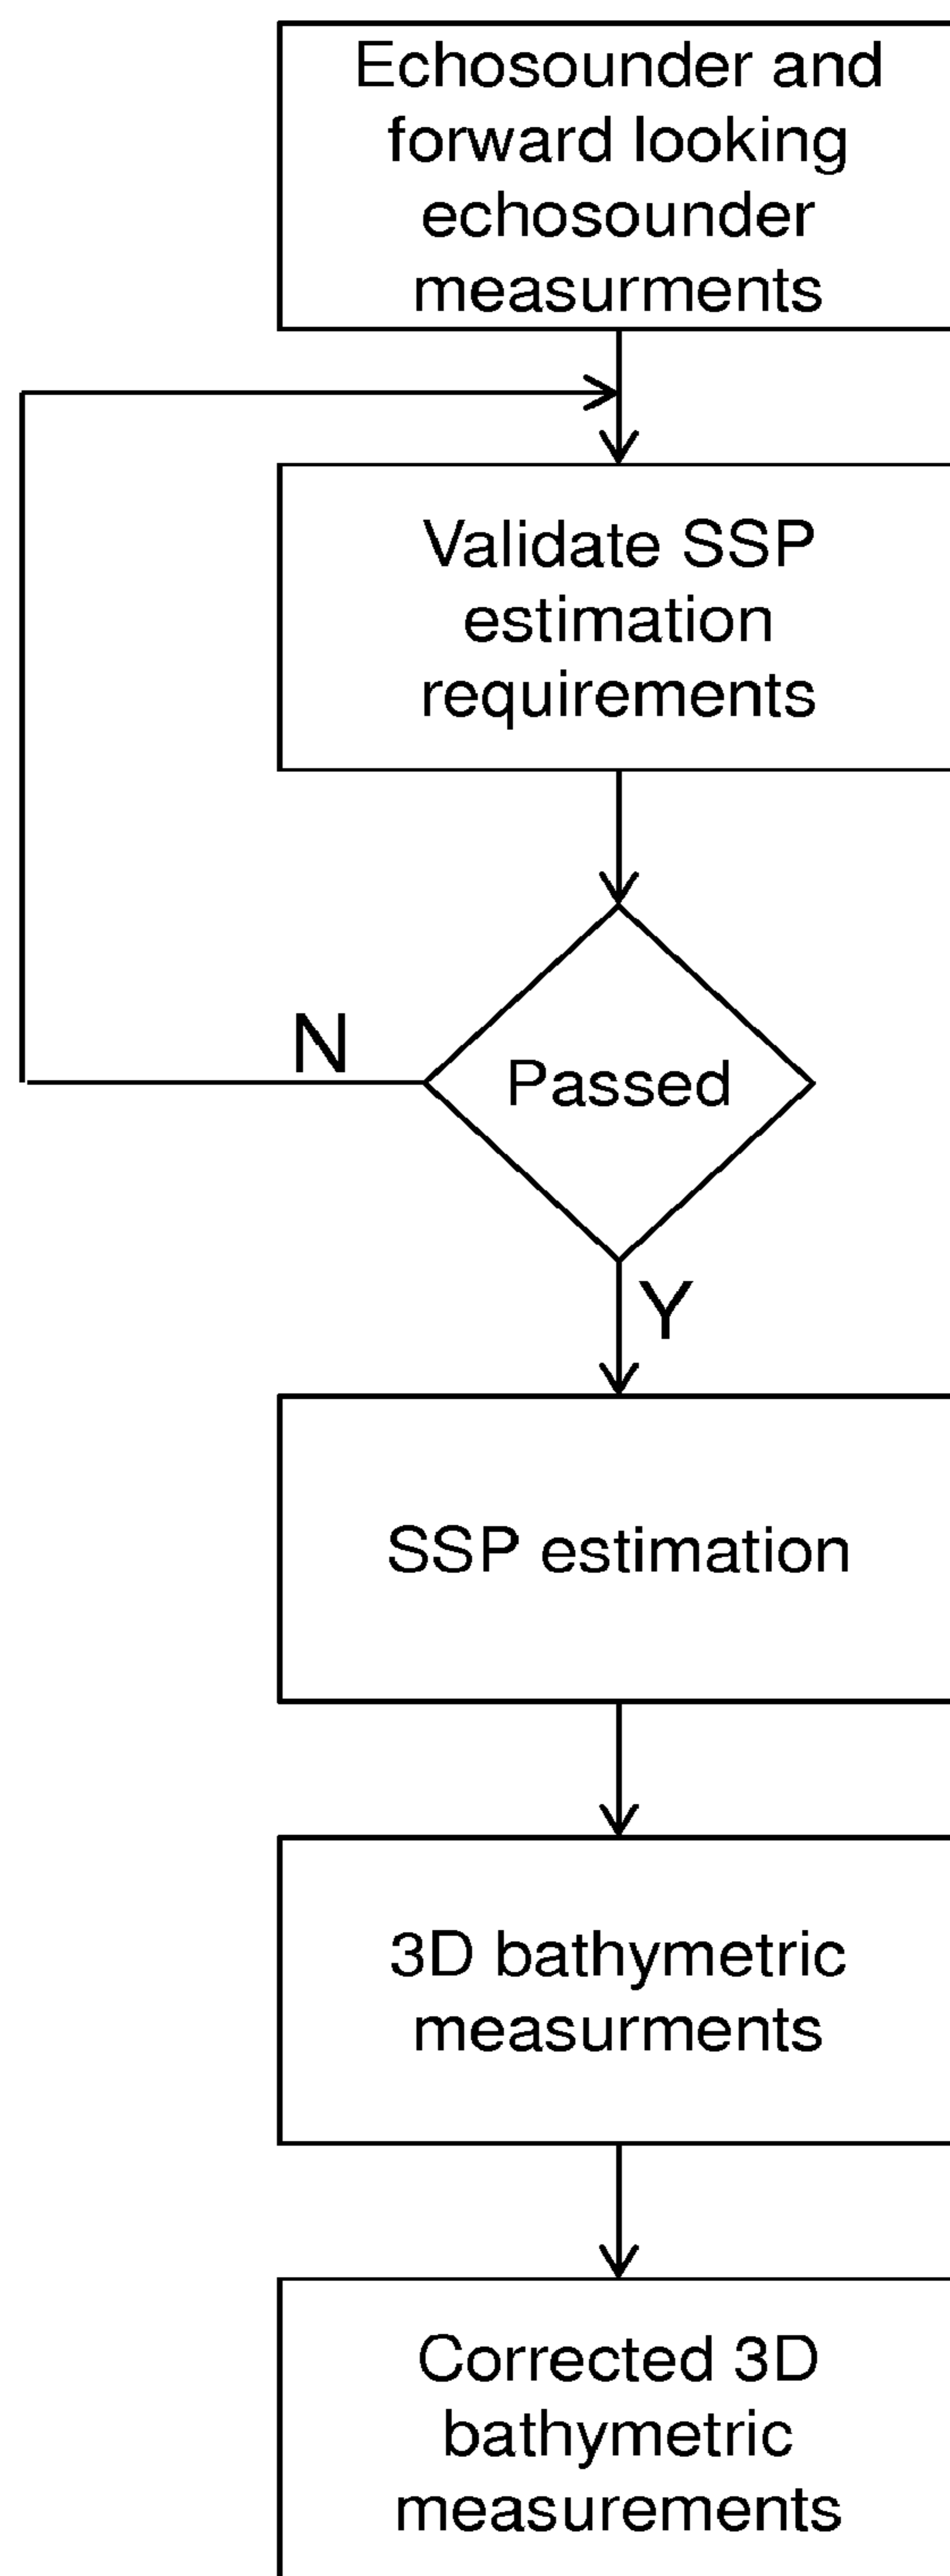 Echosounder and
forward looking
echosounder
measurments
Validate SSP
estimation
requirements
N
Passed
Y
SSP estimation
3D bathymetric
measurments
Corrected 3D
bathymetric
measurements